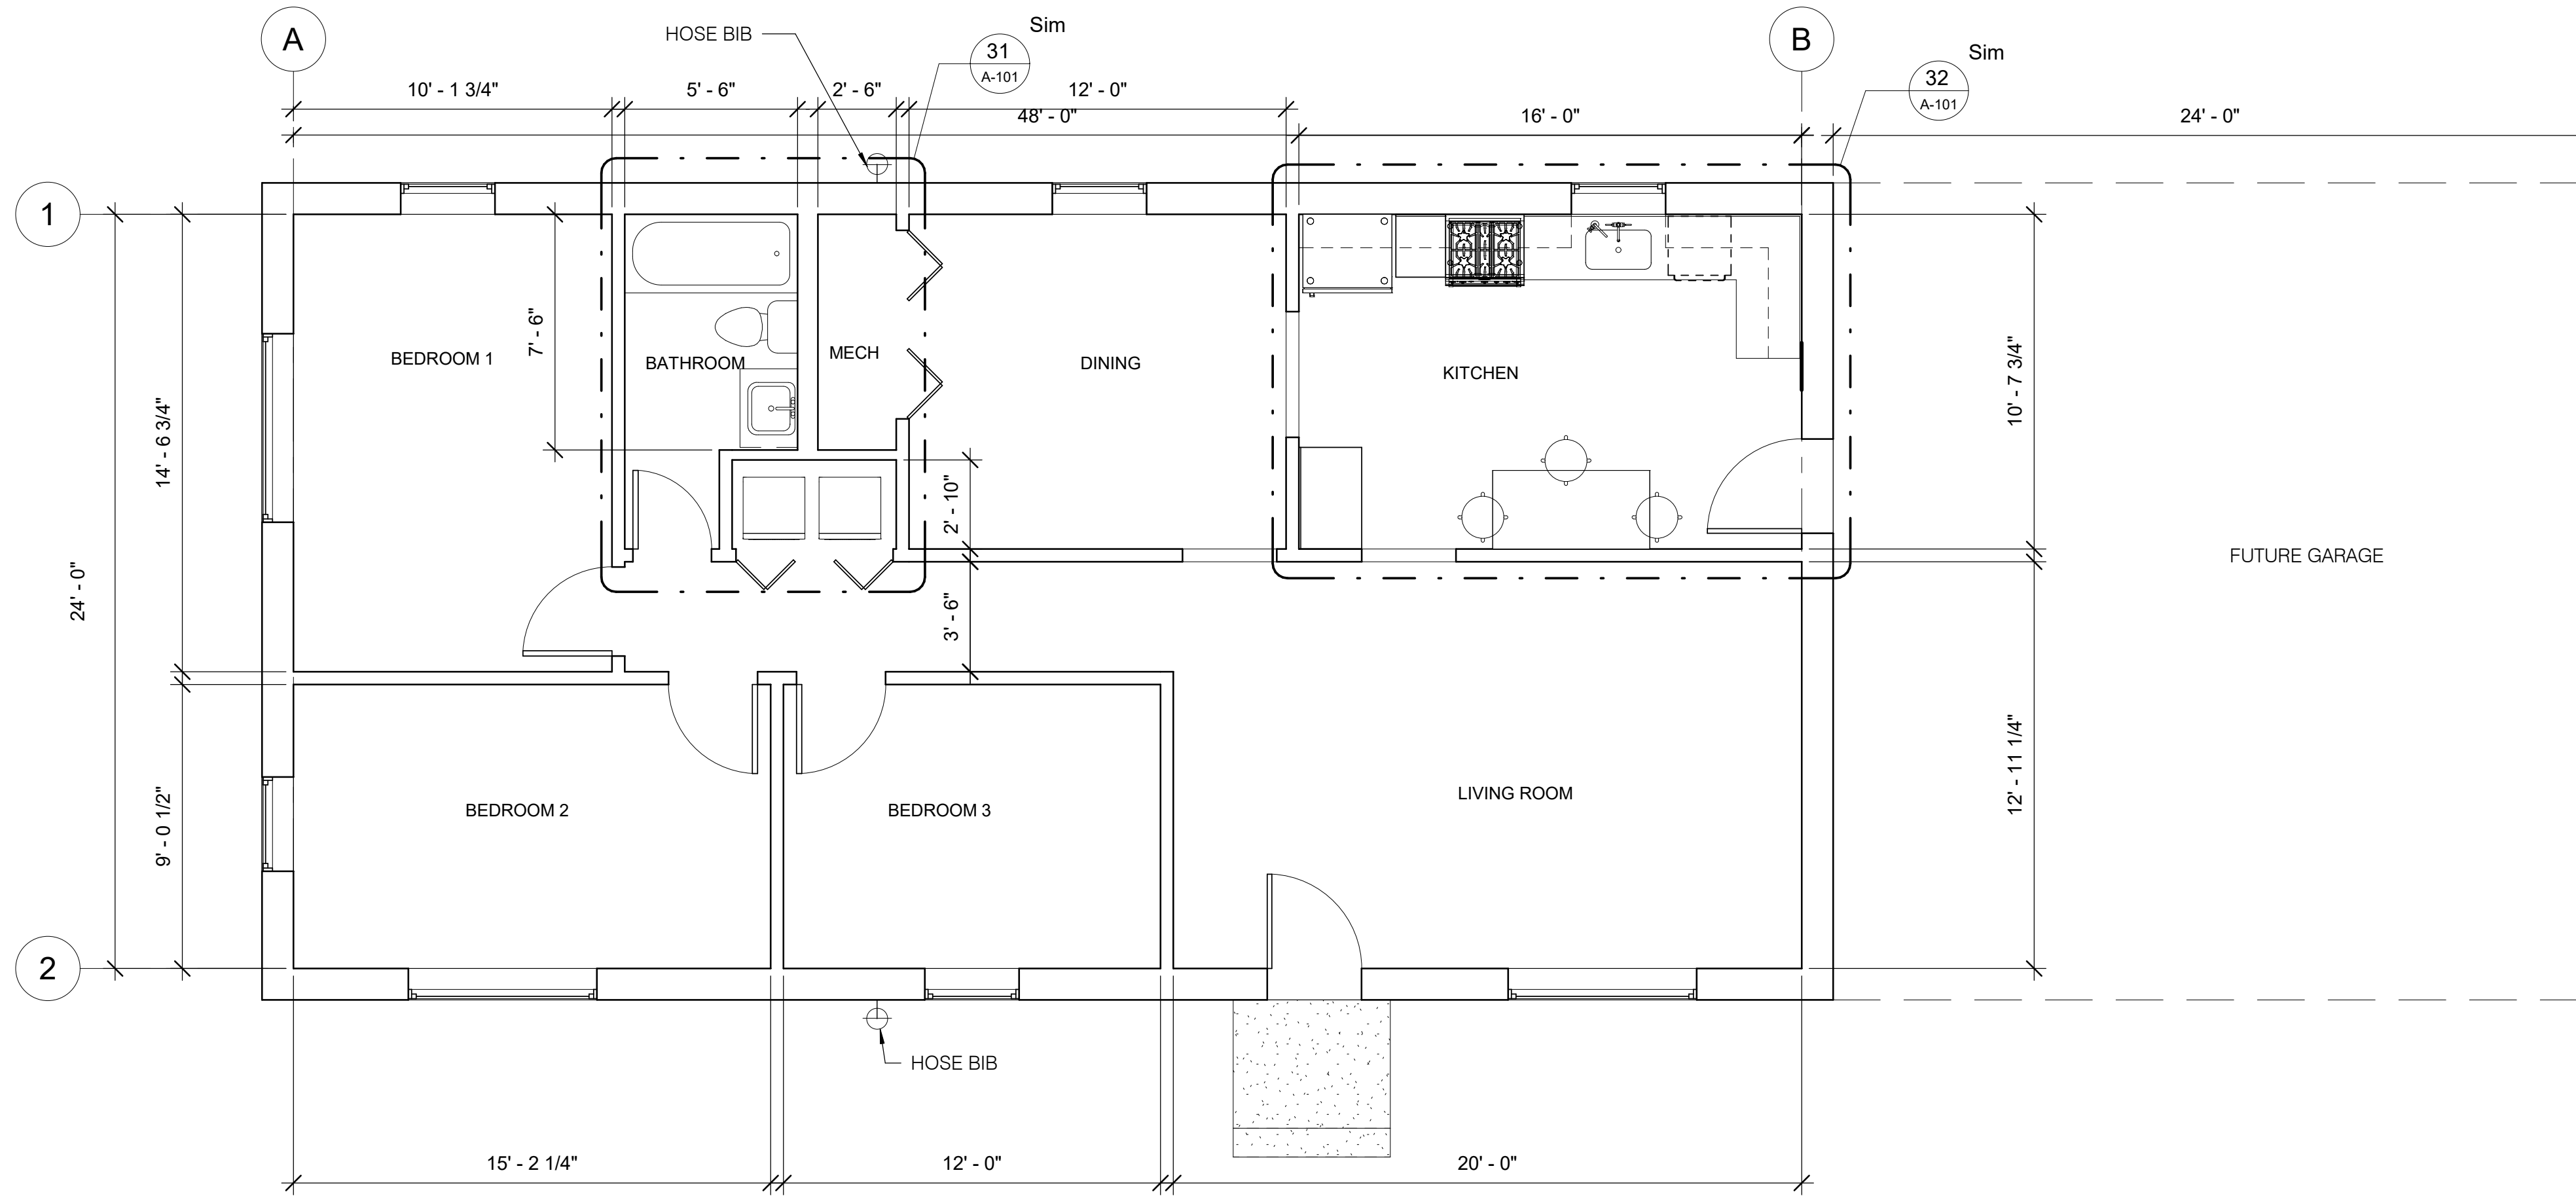 Sim
A
HOSE BIB
31
A-101
B
Sim
32
A-101
10' - 1 3/4"
5' - 6"
2' - 6"
12' - 0"
48' - 0"
16' - 0"
24' - 0"
1
7' - 6"
BEDROOM 1
BATHROOM
MECH
DINING
KITCHEN
10' - 7 3/4"
14' - 6 3/4"
2' - 10"
24' - 0"
FUTURE GARAGE
3' - 6"
12' - 11 1/4"
9' - 0 1/2"
BEDROOM 2
BEDROOM 3
LIVING ROOM
2
HOSE BIB
15' - 2 1/4"
12' - 0"
20' - 0"